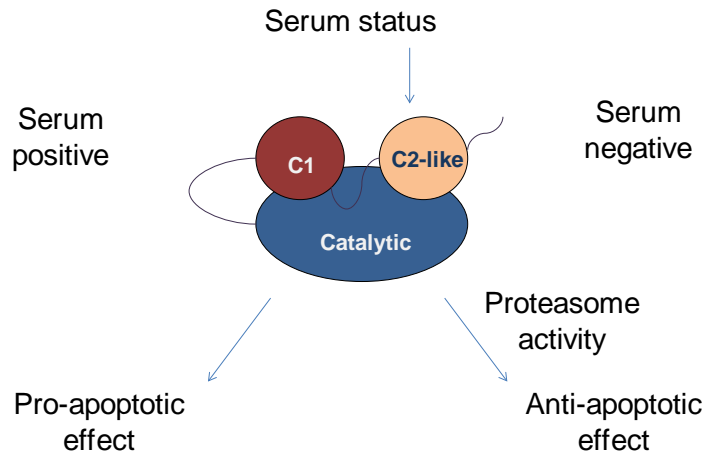 Serum status
Serum
positive
Serum
negative
C1
C2-like
Catalytic
Proteasome
activity
Pro-apoptotic
effect
Anti-apoptotic
effect